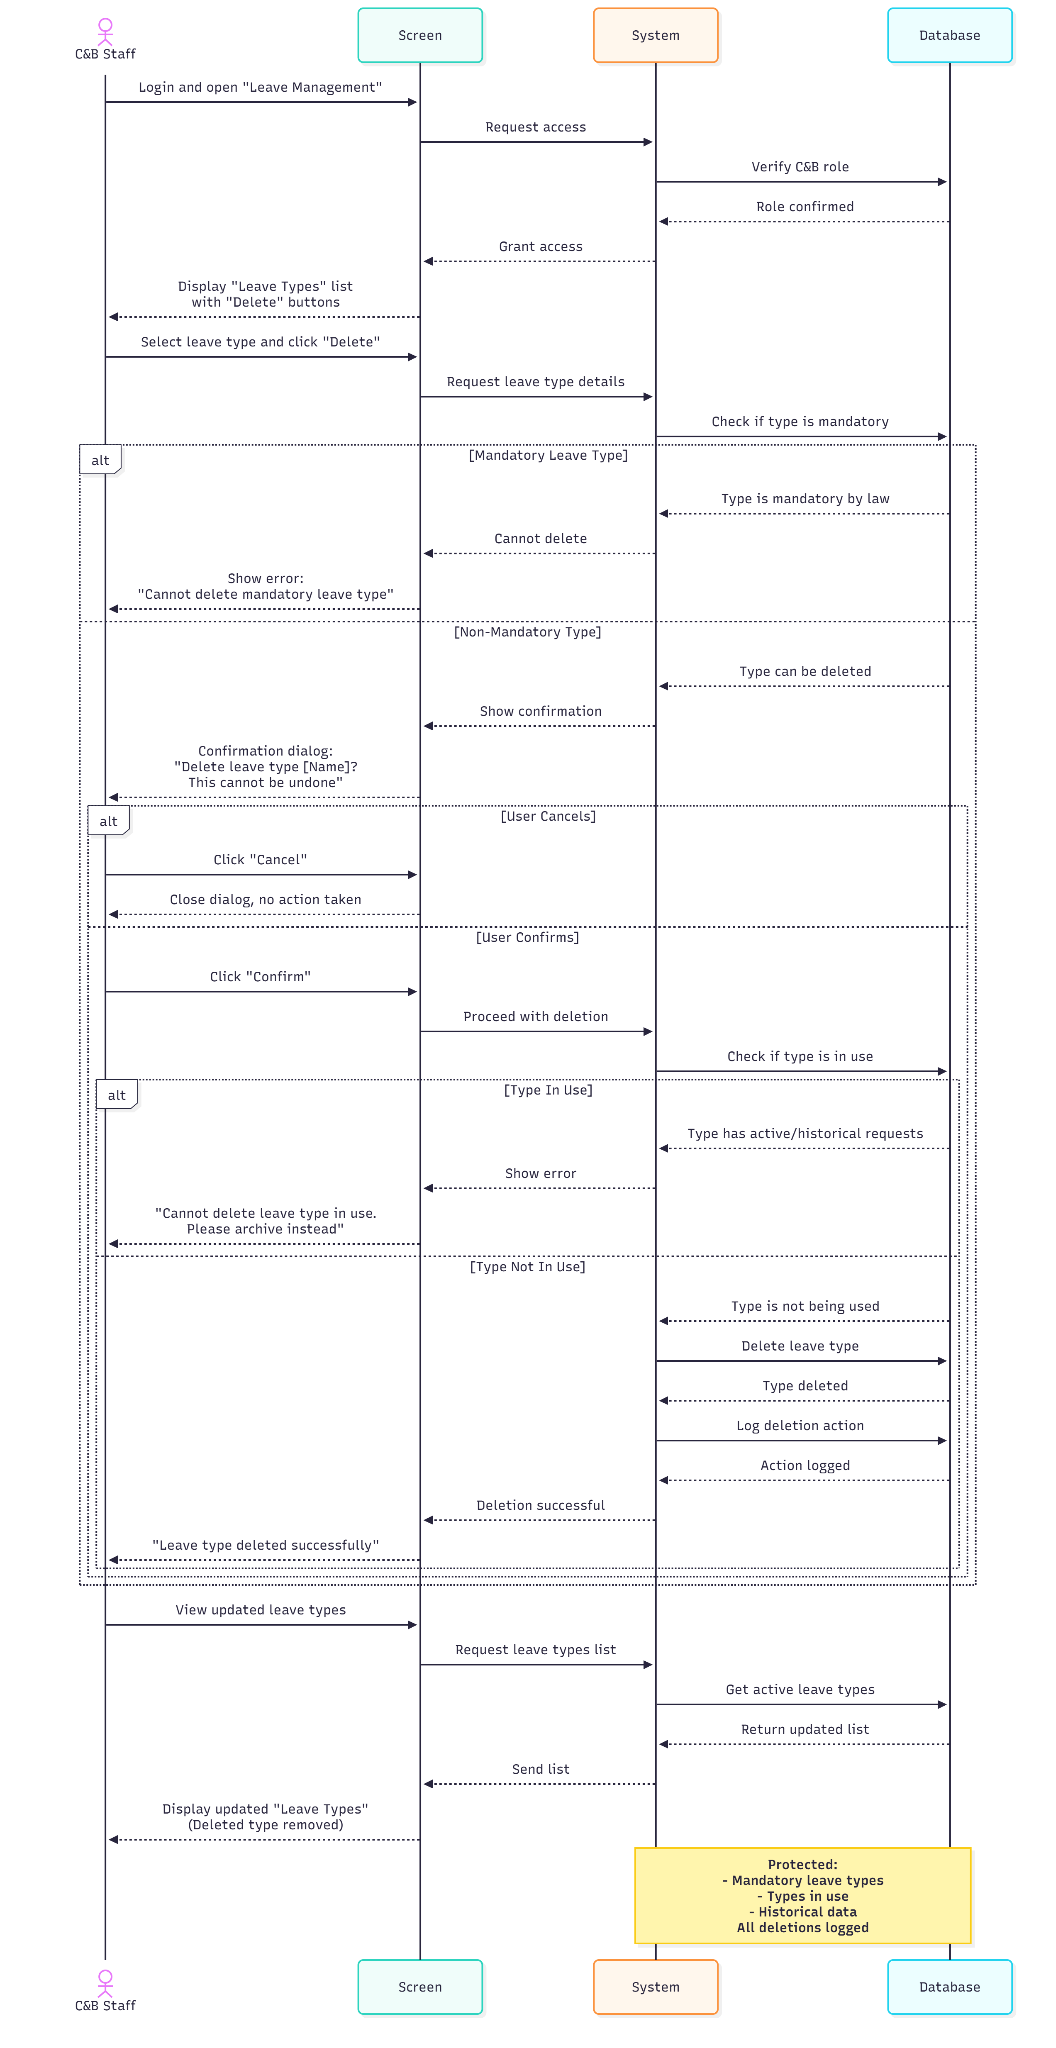 C&B Staff
Screen
System
Database
Login and open "Leave Management"
Request access
Verify C&B role
Role confirmed
Grant access
Display "Leave Types" list
with "Delete" buttons
Select leave type and click "Delete"
Request leave type details
Check if type is mandatory
alt
[Mandatory Leave Type]
Type is mandatory by law
Cannot delete
Show error:
"Cannot delete mandatory leave type"
[Non-Mandatory Type]
Type can be deleted
Show confirmation
Confirmation dialog:
"Delete leave type [Name]?
This cannot be undone"
alt
[User Cancels]
Click "Cancel"
Close dialog, no action taken
[User Confirms]
Click "Confirm"
Proceed with deletion
Check if type is in use
alt
[Type In Use]
Type has active/historical requests
Show error
"Cannot delete leave type in use.
Please archive instead"
[Type Not In Use]
Type is not being used
Delete leave type
Type deleted
Log deletion action
Action logged
Deletion successful
"Leave type deleted successfully"
View updated leave types
Request leave types list
Get active leave types
Return updated list
Send list
Display updated "Leave Types"
(Deleted type removed)
Protected:
- Mandatory leave types
- Types in use
- Historical data
All deletions logged
C&B Staff
Screen
System
Database